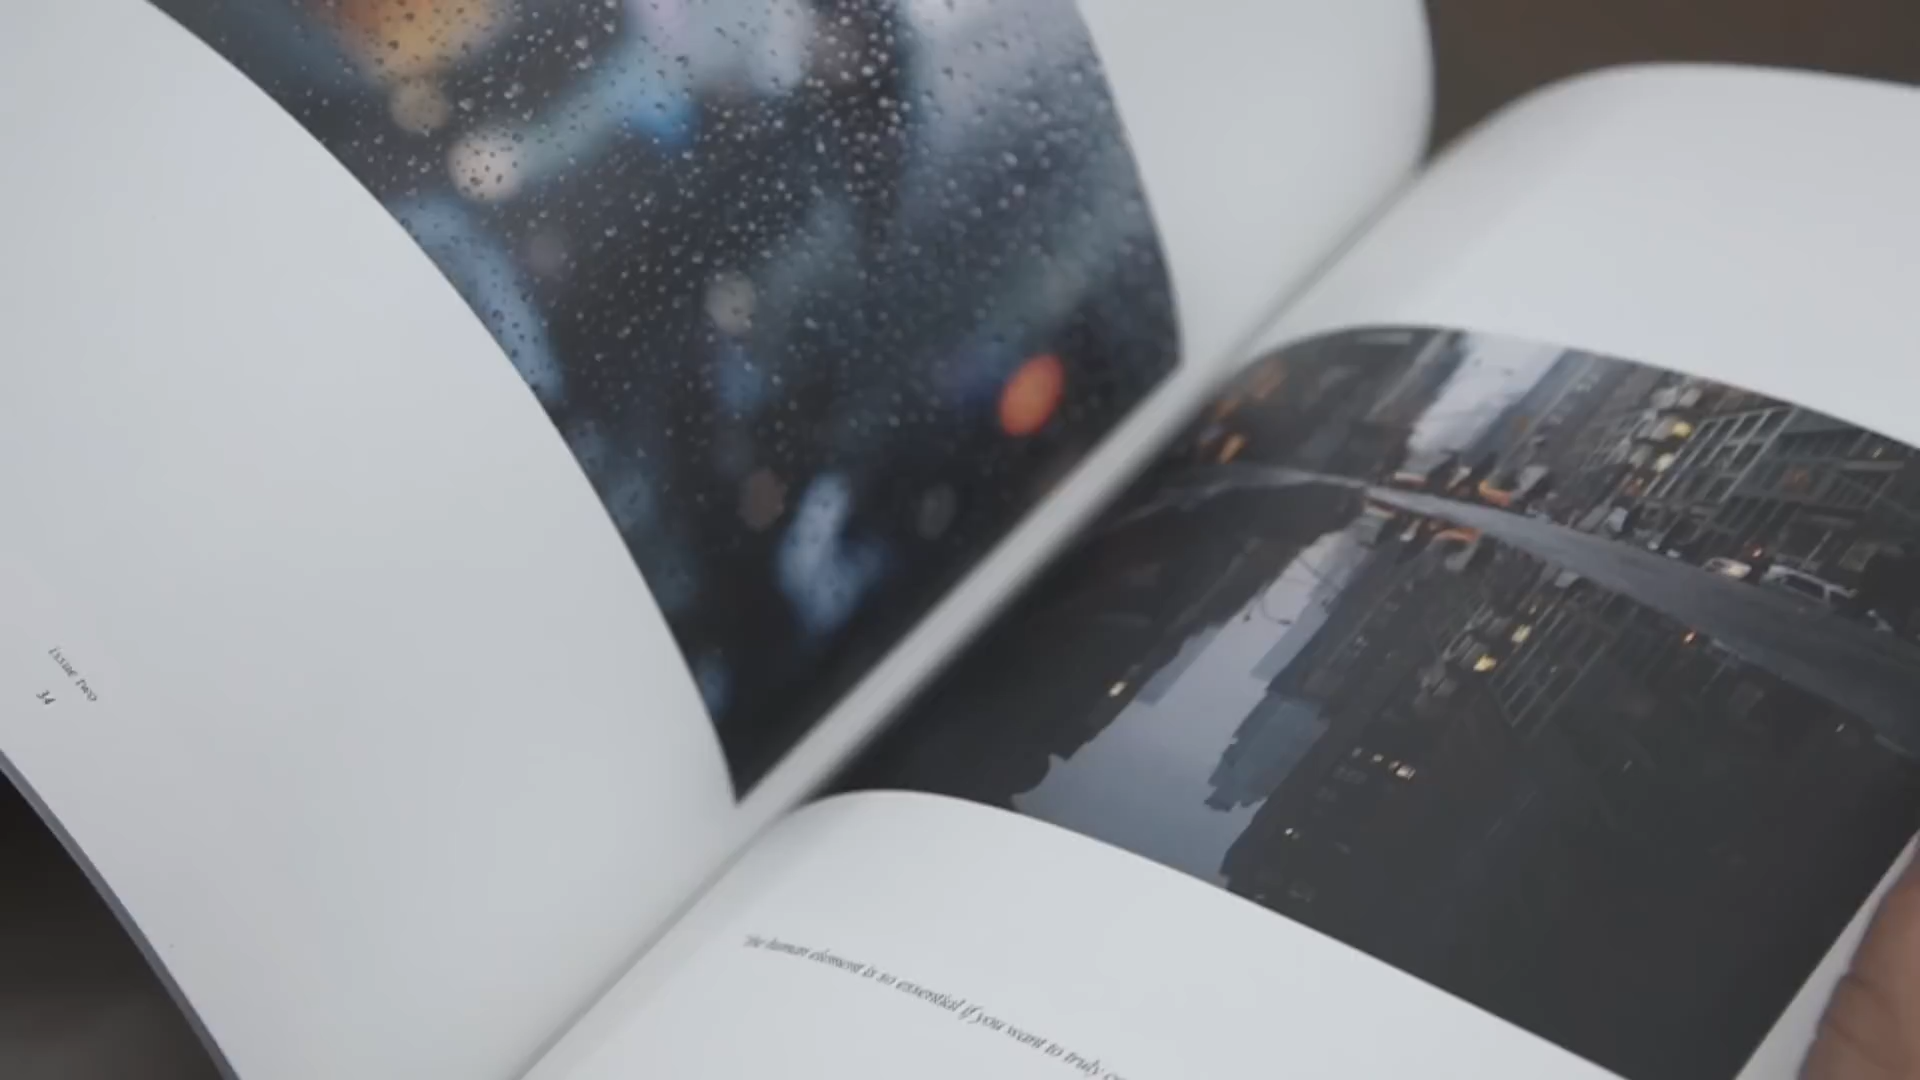 issue two
34
"the human element is so essential if you want to truly